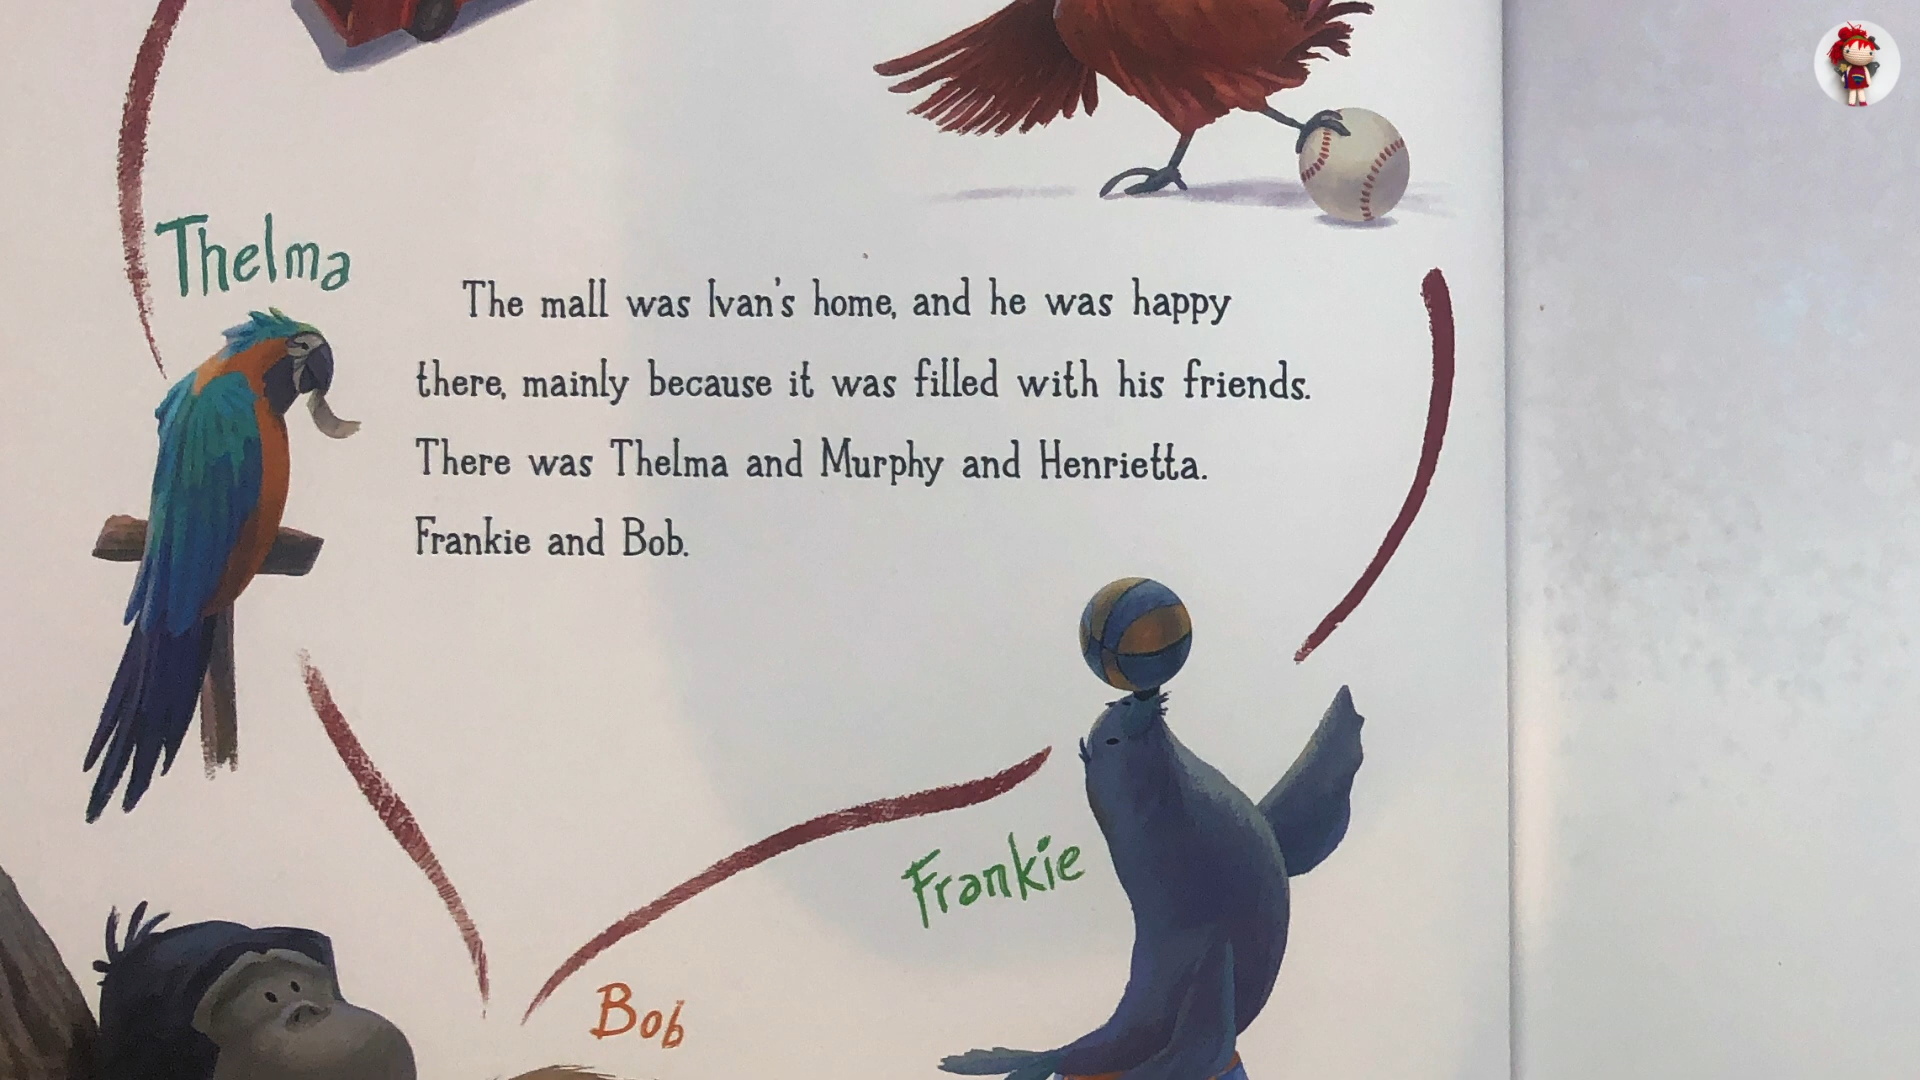 Thelma
The mall was Ivan's home, and he was happy
there, mainly because it was filled with his friends.
There was Thelma and Murphy and Henrietta.
Frankie and Bob.
Frankie
Bob